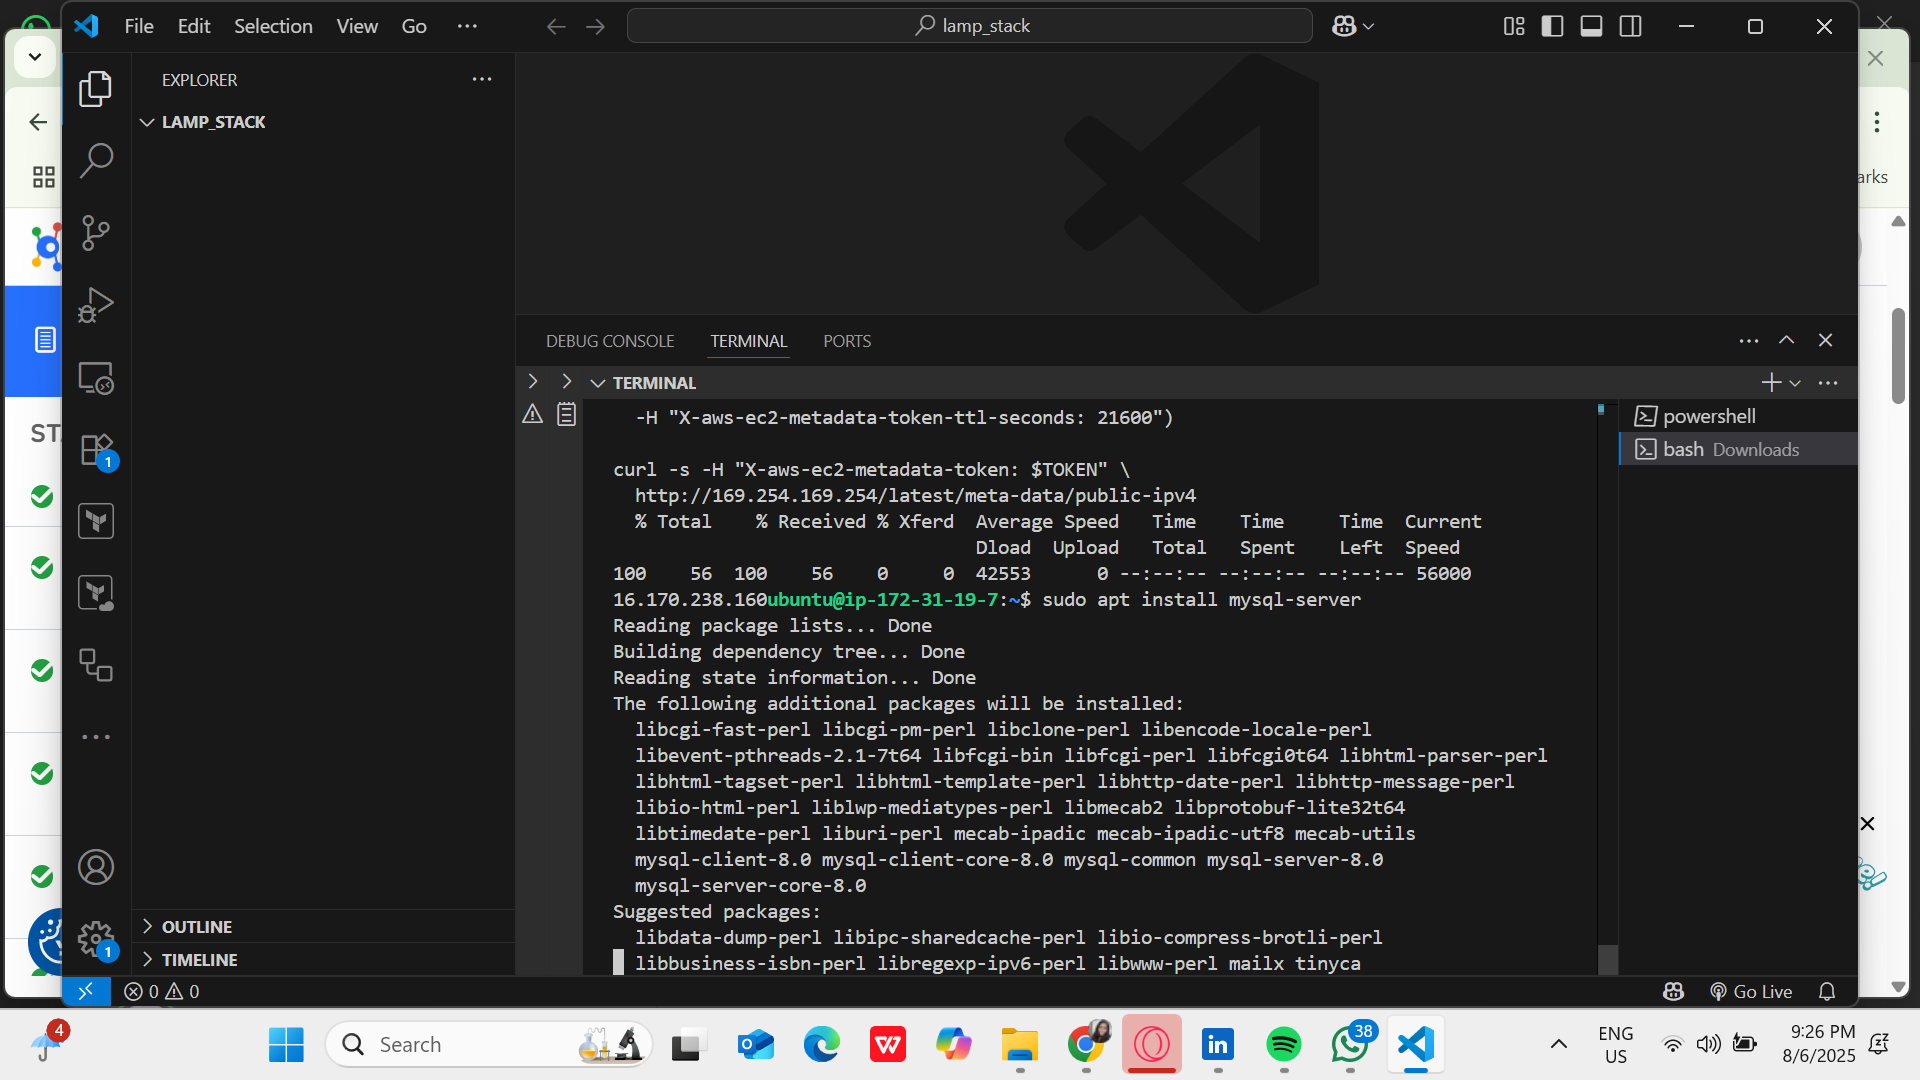 File Edit Selection View Go ···
lamp_stack
EXPLORER
LAMP_STACK
arks
STA
DEBUG CONSOLE TERMINAL PORTS
TERMINAL
powershell
bash Downloads
-H "X-aws-ec2-metadata-token-ttl-seconds: 21600")
curl -s -H "X-aws-ec2-metadata-token: $TOKEN" \
http://169.254.169.254/latest/meta-data/public-ipv4
% Total % Received % Xferd Average Speed Time Time Time Current
Dload Upload Total Spent Left Speed
100 56 100 56 0 0 42553 0 --:--:-- --:--:-- --:--:-- 56000
16.170.238.160ubuntu@ip-172-31-19-7:~$ sudo apt install mysql-server
Reading package lists... Done
Building dependency tree... Done
Reading state information... Done
The following additional packages will be installed:
libcgi-fast-perl libcgi-pm-perl libclone-perl libencode-locale-perl
libevent-pthreads-2.1-7t64 libfcgi-bin libfcgi-perl libfcgi0t64 libhtml-parser-perl
libhtml-tagset-perl libhtml-template-perl libhttp-date-perl libhttp-message-perl
libio-html-perl liblwp-mediatypes-perl libmecab2 libprotobuf-lite32t64
libtimedate-perl liburi-perl mecab-ipadic mecab-ipadic-utf8 mecab-utils
mysql-client-8.0 mysql-client-core-8.0 mysql-common mysql-server-8.0
mysql-server-core-8.0
Suggested packages:
libdata-dump-perl libipc-sharedcache-perl libio-compress-brotli-perl
libbusiness-isbn-perl libregexp-ipv6-perl libwww-perl mailx tinyca
1
1
OUTLINE
TIMELINE
0 0
Go Live
4
Search
38
ENG
US
9:26 PM
8/6/2025